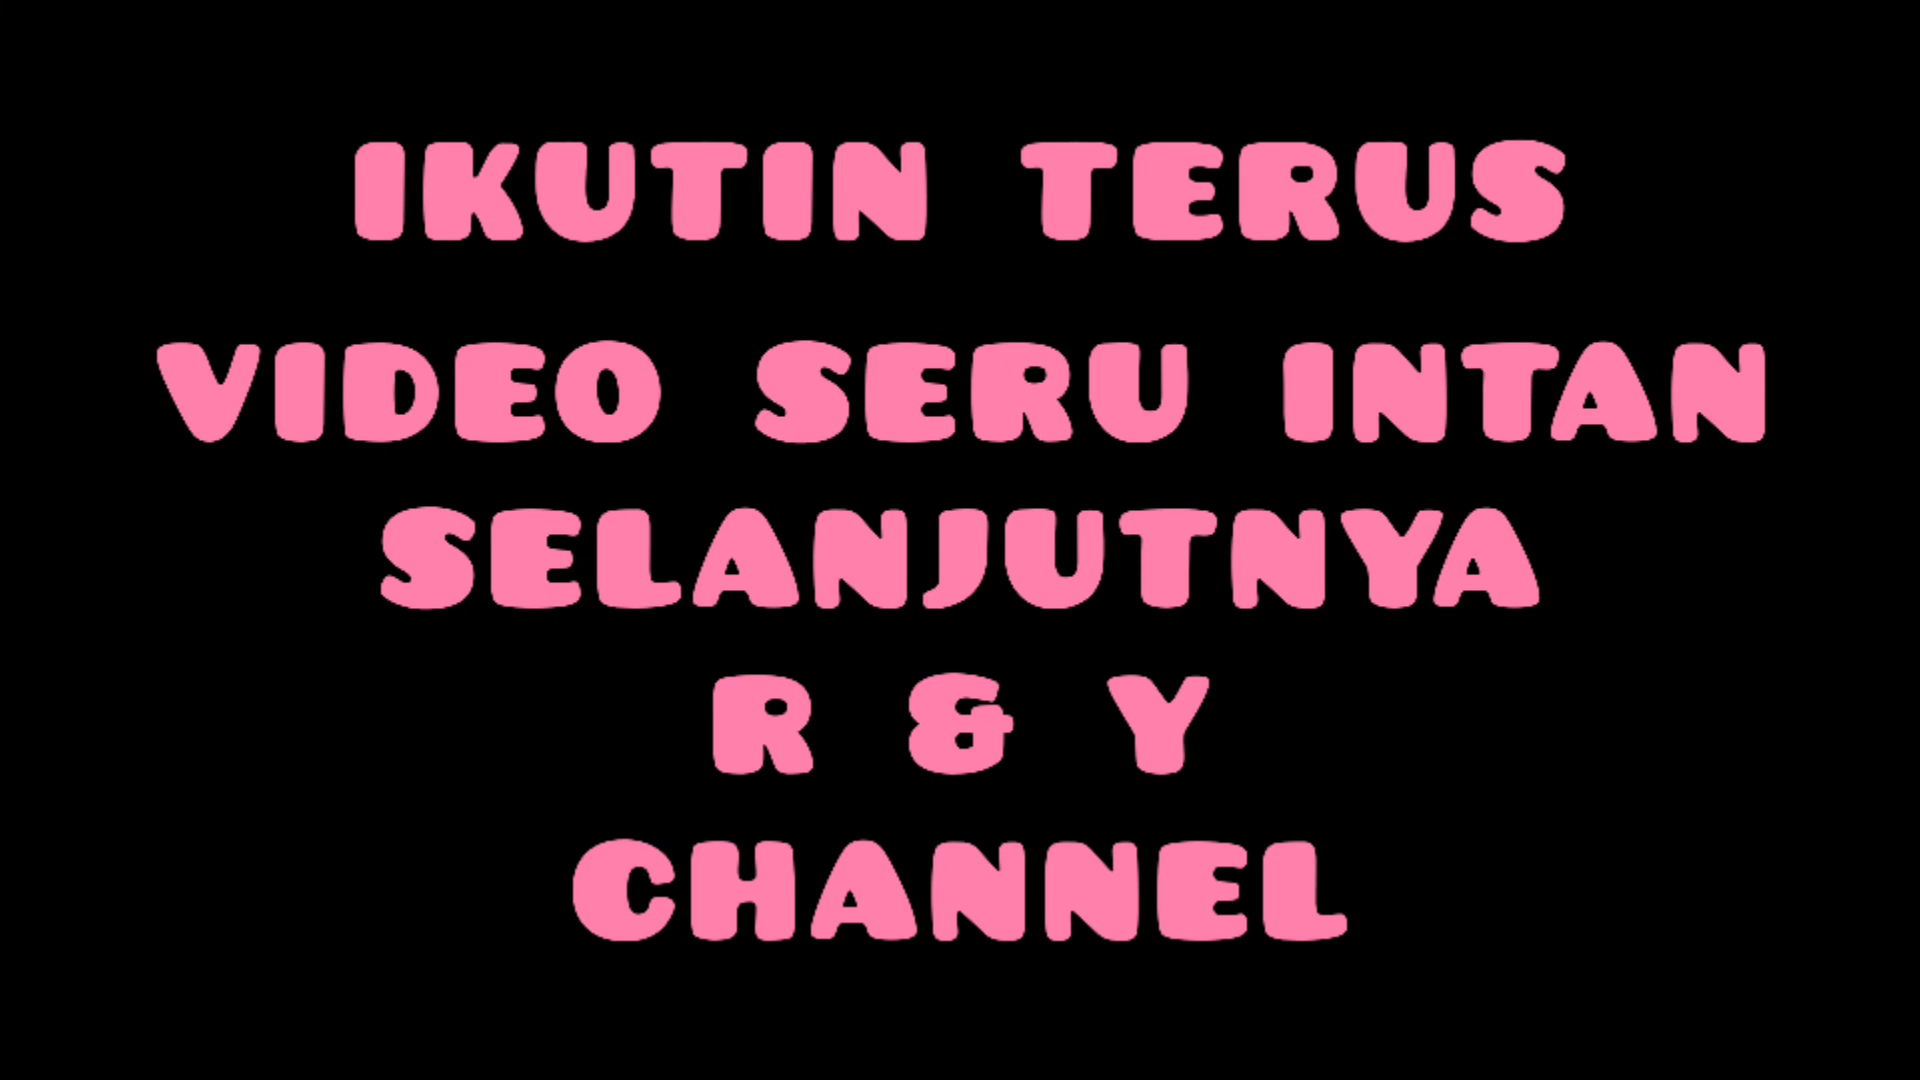 IKUTIN TERUS
VIDEO SERU INTAN
SELANJUTNYA
R & Y
CHANNEL